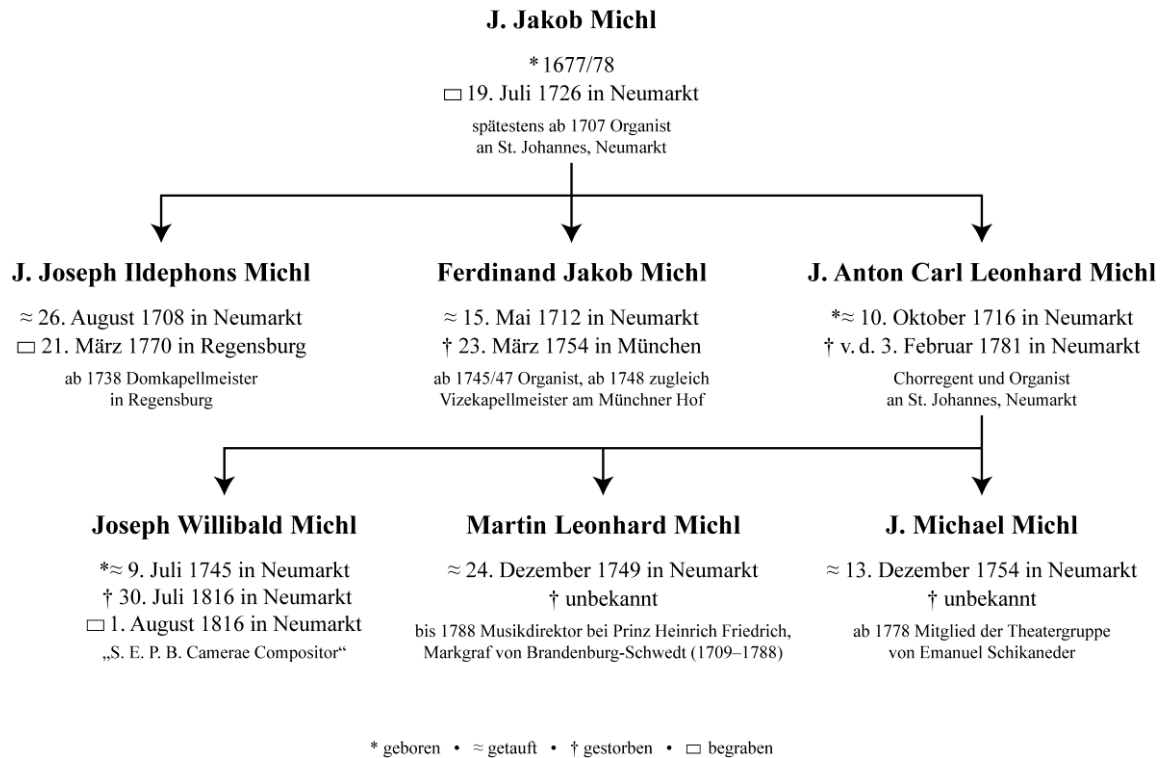 J. Jakob Michl
* 1677/78
▭ 19. Juli 1726 in Neumarkt
spätestens ab 1707 Organist
an St. Johannes, Neumarkt
J. Joseph Ildephons Michl
≈ 26. August 1708 in Neumarkt
▭ 21. März 1770 in Regensburg
ab 1738 Domkapellmeister
in Regensburg
Ferdinand Jakob Michl
≈ 15. Mai 1712 in Neumarkt
† 23. März 1754 in München
ab 1745/47 Organist, ab 1748 zugleich
Vizekapellmeister am Münchner Hof
J. Anton Carl Leonhard Michl
*≈ 10. Oktober 1716 in Neumarkt
† v. d. 3. Februar 1781 in Neumarkt
Chorregent und Organist
an St. Johannes, Neumarkt
Joseph Willibald Michl
*≈ 9. Juli 1745 in Neumarkt
† 30. Juli 1816 in Neumarkt
▭ 1. August 1816 in Neumarkt
„S. E. P. B. Camerae Compositor“
Martin Leonhard Michl
≈ 24. Dezember 1749 in Neumarkt
† unbekannt
bis 1788 Musikdirektor bei Prinz Heinrich Friedrich,
Markgraf von Brandenburg-Schwedt (1709–1788)
J. Michael Michl
≈ 13. Dezember 1754 in Neumarkt
† unbekannt
ab 1778 Mitglied der Theatergruppe
von Emanuel Schikaneder
* geboren • ≈ getauft • † gestorben • ▭ begraben